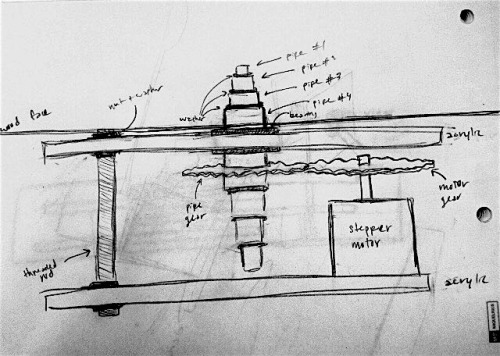 pipe #1
pipe #2
nut + washer
washer
pipe #3
pipe #4
wood face
bearing
acrylic
pipe
gear
motor
gear
stepper
motor
threaded
rod
acrylic